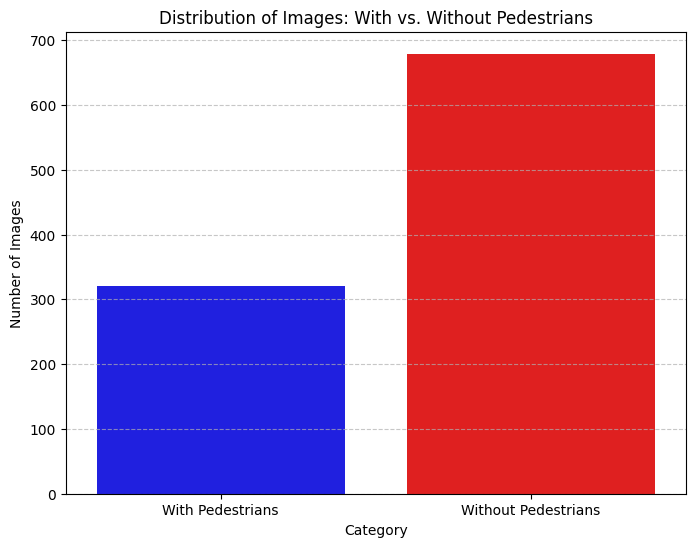 Distribution of Images: With vs. Without Pedestrians
700
600
500
400
300
200
100
0
Number of Images
With Pedestrians
Without Pedestrians
Category